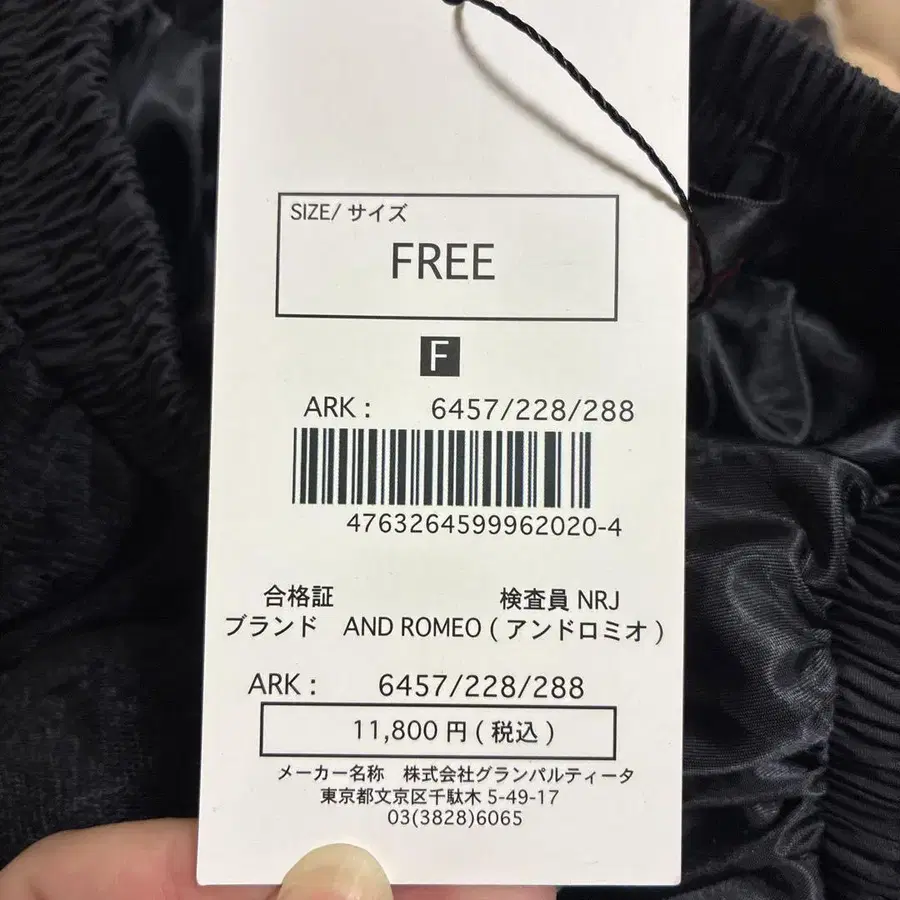 SIZE/ サイズ
FREE
F
ARK : 6457/228/288
4763264599962020-4
合格証 検査員 NRJ
ブランド AND ROMEO ( アンドロミオ )
ARK : 6457/228/288
11,800 円 ( 税込 )
メーカー名称 株式会社グランパルティータ
東京都文京区千駄木 5-49-17
03(3828)6065